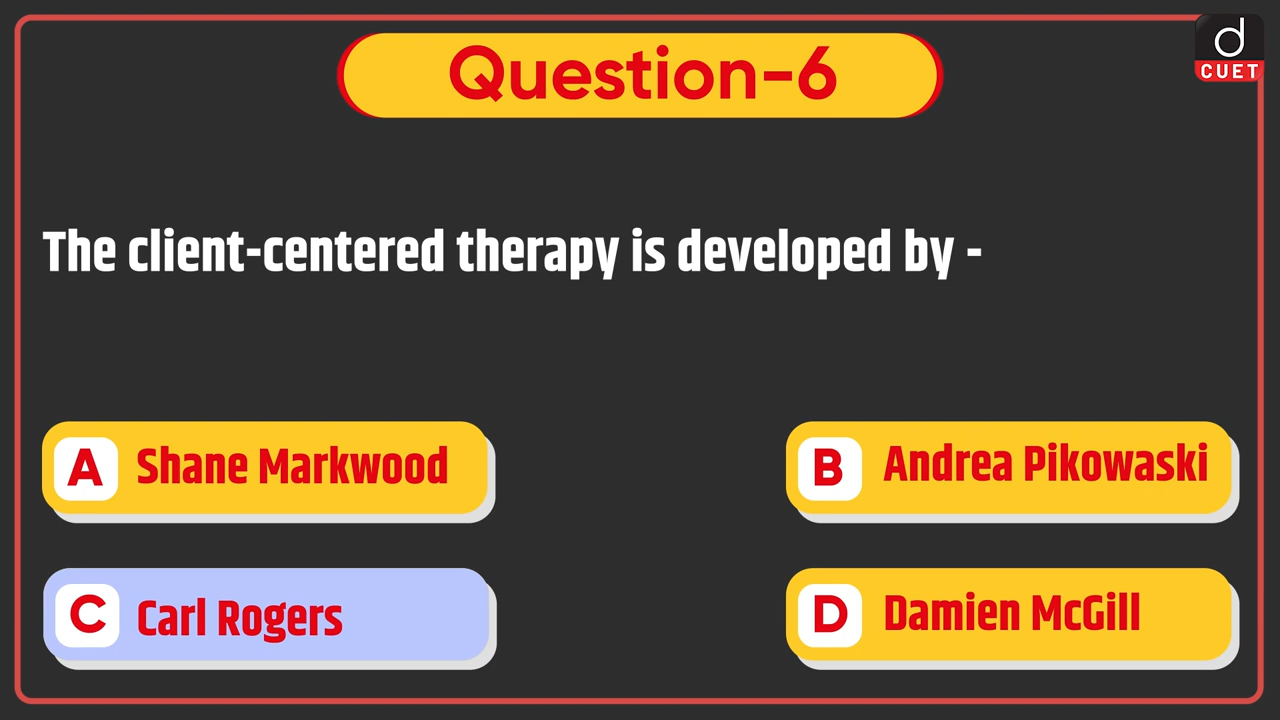 Question-6
d
CUET
The client-centered therapy is developed by -
A Shane Markwood
B Andrea Pikowaski
C Carl Rogers
D Damien McGill